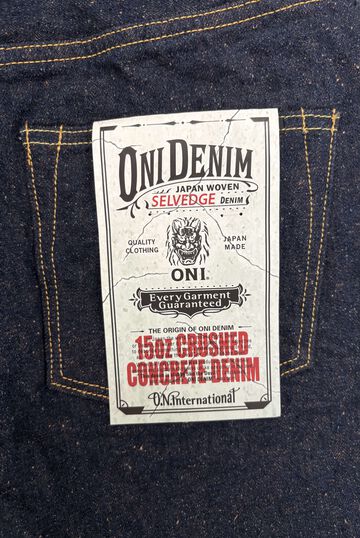 ONI DENIM
JAPAN WOVEN
SELVEDGE DENIM
QUALITY CLOTHING
JAPAN MADE
ONI
Every Garment
Guaranteed
THE ORIGIN OF ONI DENIM
15oz CRUSHED
CONCRETE DENIM
O.N.International